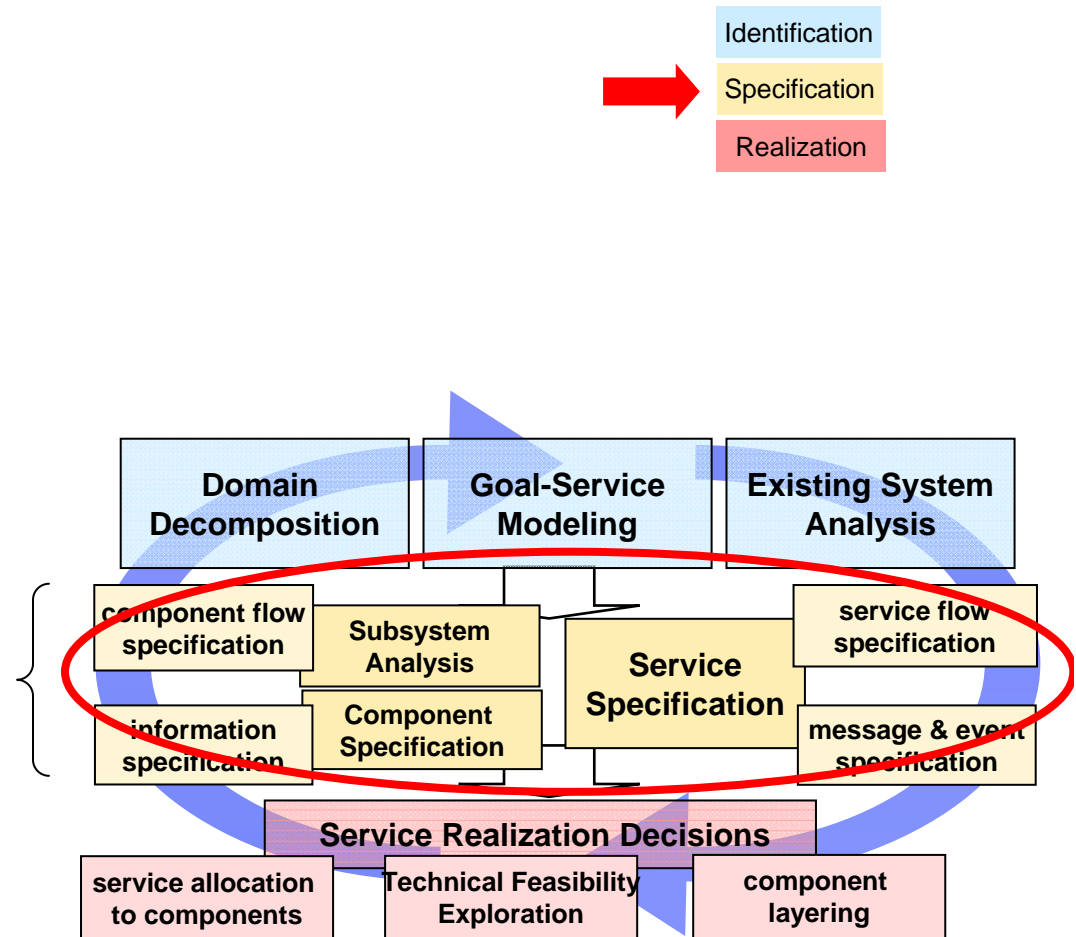 Identification
Specification
Realization
Domain
Decomposition
Goal-Service
Modeling
Existing System
Analysis
component flow
specification
Subsystem
Analysis
Service
Specification
service flow
specification
information
specification
Component
Specification
message & event
specification
Service Realization Decisions
service allocation
to components
Technical Feasibility
Exploration
component
layering